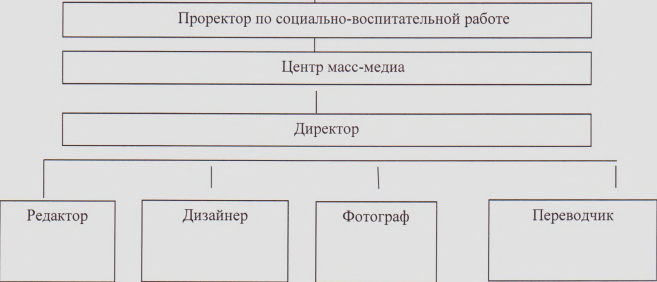 Проректор по социально-воспитательной работе
Центр масс-медиа
Директор
Редактор
Дизайнер
Фотограф
Переводчик